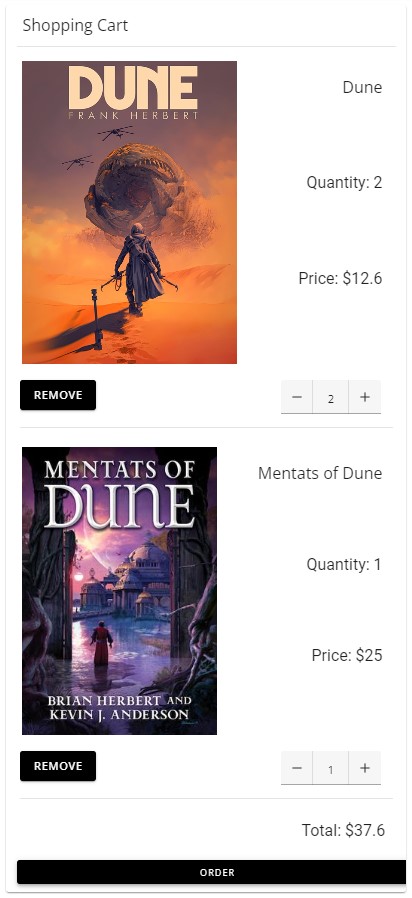 Shopping Cart
DUNE
FRANK HERBERT
Dune
Quantity: 2
Price: $12.6
REMOVE
− 2 +
MENTATS OF
DUNE
BRIAN HERBERT AND
KEVIN J. ANDERSON
Mentats of Dune
Quantity: 1
Price: $25
REMOVE
− 1 +
Total: $37.6
ORDER